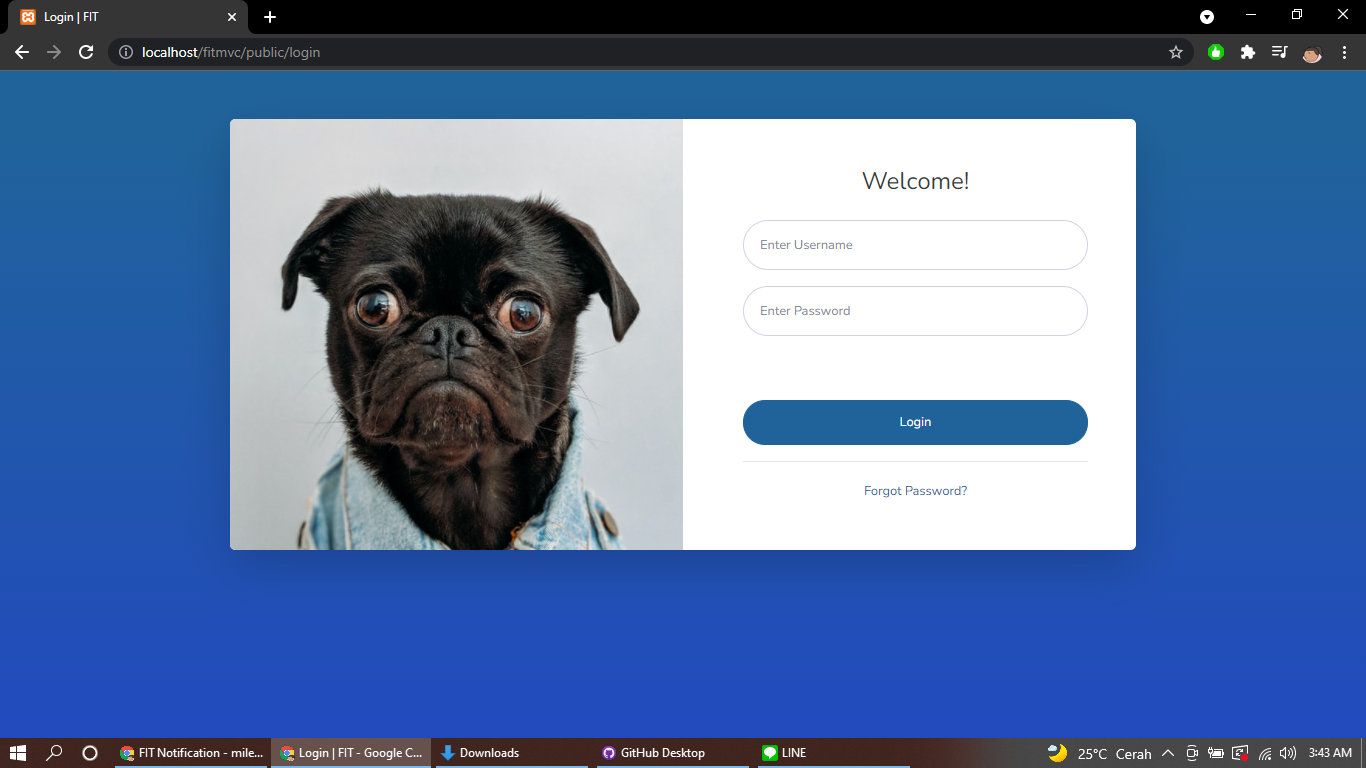 Login | FIT
localhost/fitmvc/public/login
Welcome!
Enter Username
Enter Password
Login
Forgot Password?
FIT Notification - mile...
Login | FIT - Google C...
Downloads
GitHub Desktop
LINE
25°C Cerah
3:43 AM